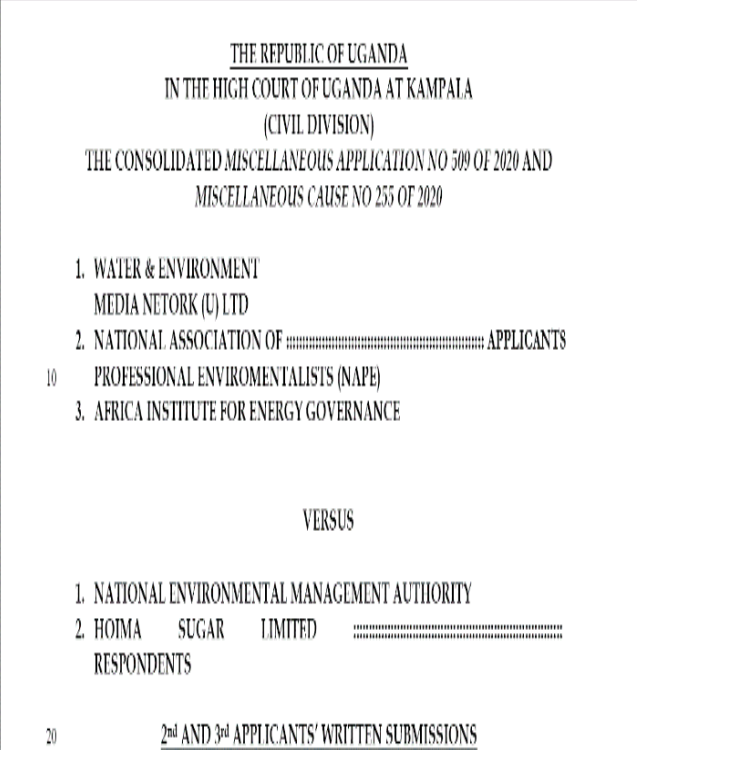 THE REPUBLIC OF UGANDA
IN THE HIGH COURT OF UGANDA AT KAMPALA
(CIVIL DIVISION)
THE CONSOLIDATED MISCELLANEOUS APPLICATION NO 509 OF 2020 AND
MISCELLANEOUS CAUSE NO 255 OF 2020
1. WATER & ENVIRONMENT
MEDIA NETORK (U) LTD
2. NATIONAL ASSOCIATION OF :::::::::::::::::::::::::::::::::::::::::::::::: APPLICANTS
10 PROFESSIONAL ENVIROMENTALISTS (NAPE)
3. AFRICA INSTITUTE FOR ENERGY GOVERNANCE
VERSUS
1. NATIONAL ENVIRONMENTAL MANAGEMENT AUTHORITY
2. HOIMA SUGAR LIMITED ::::::::::::::::::::::::::::::::::::::::::::::::::::
RESPONDENTS
20 2nd AND 3rd APPLICANTS' WRITTEN SUBMISSIONS